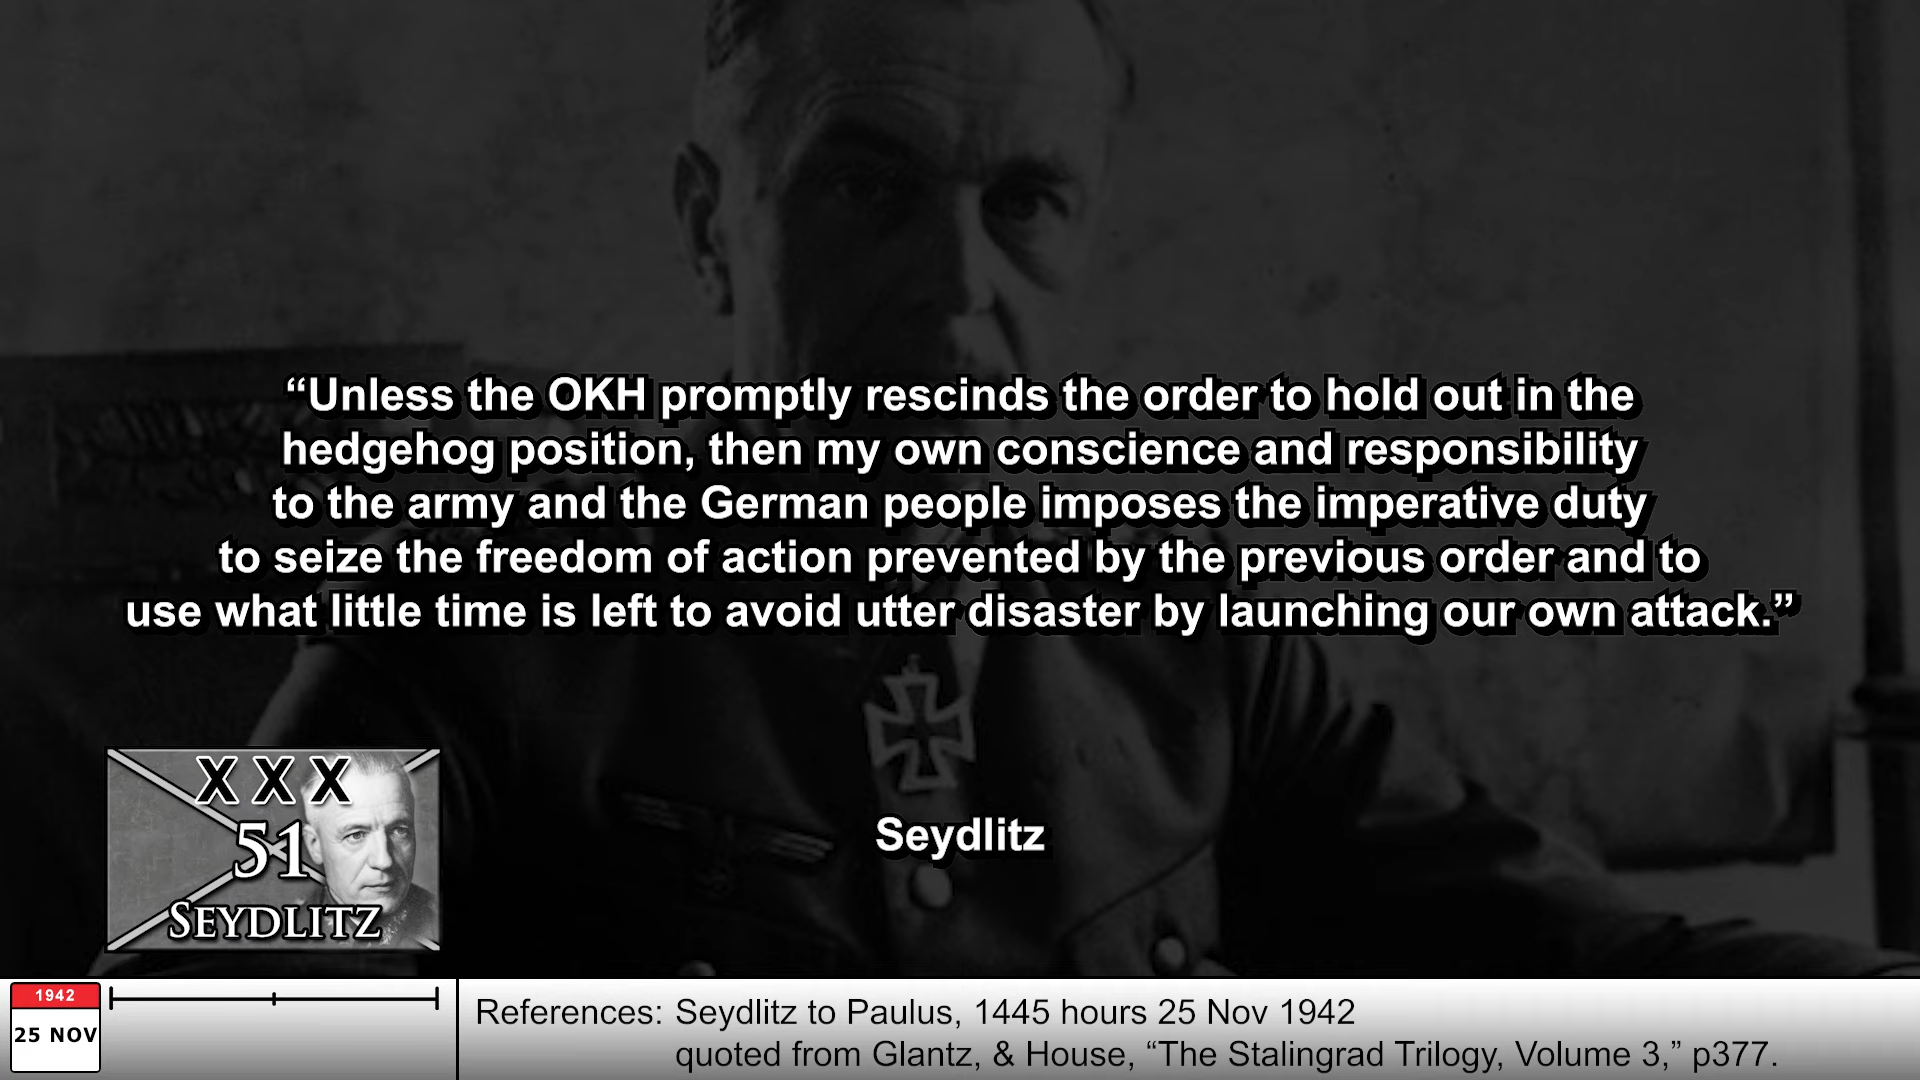 “Unless the OKH promptly rescinds the order to hold out in the
hedgehog position, then my own conscience and responsibility
to the army and the German people imposes the imperative duty
to seize the freedom of action prevented by the previous order and to
use what little time is left to avoid utter disaster by launching our own attack.”
Seydlitz
XXX
51
SEYDLITZ
1942
25 NOV
References: Seydlitz to Paulus, 1445 hours 25 Nov 1942
quoted from Glantz, & House, “The Stalingrad Trilogy, Volume 3,” p377.